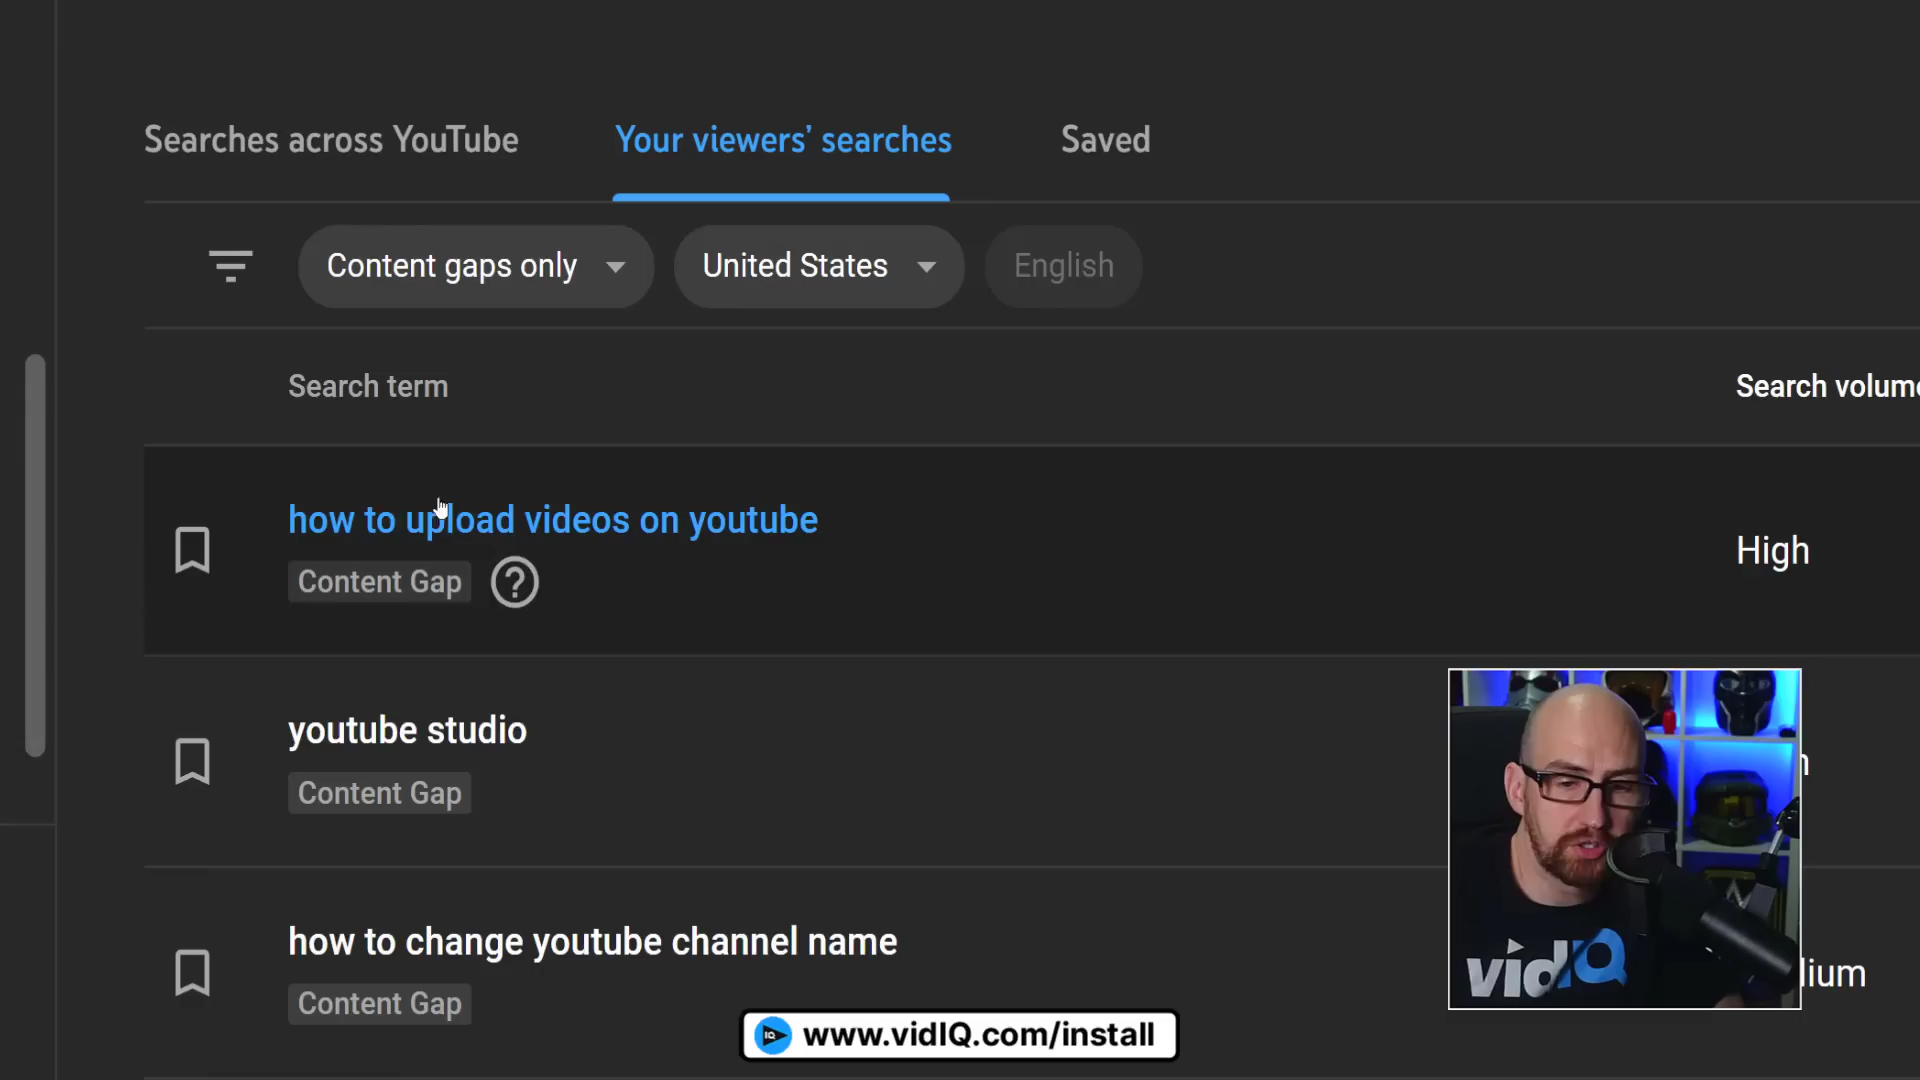 Searches across YouTube
Your viewers' searches
Saved
Content gaps only
United States
English
Search term
Search volume
how to upload videos on youtube
Content Gap
High
youtube studio
Content Gap
how to change youtube channel name
Content Gap
vidIQ
www.vidIQ.com/install